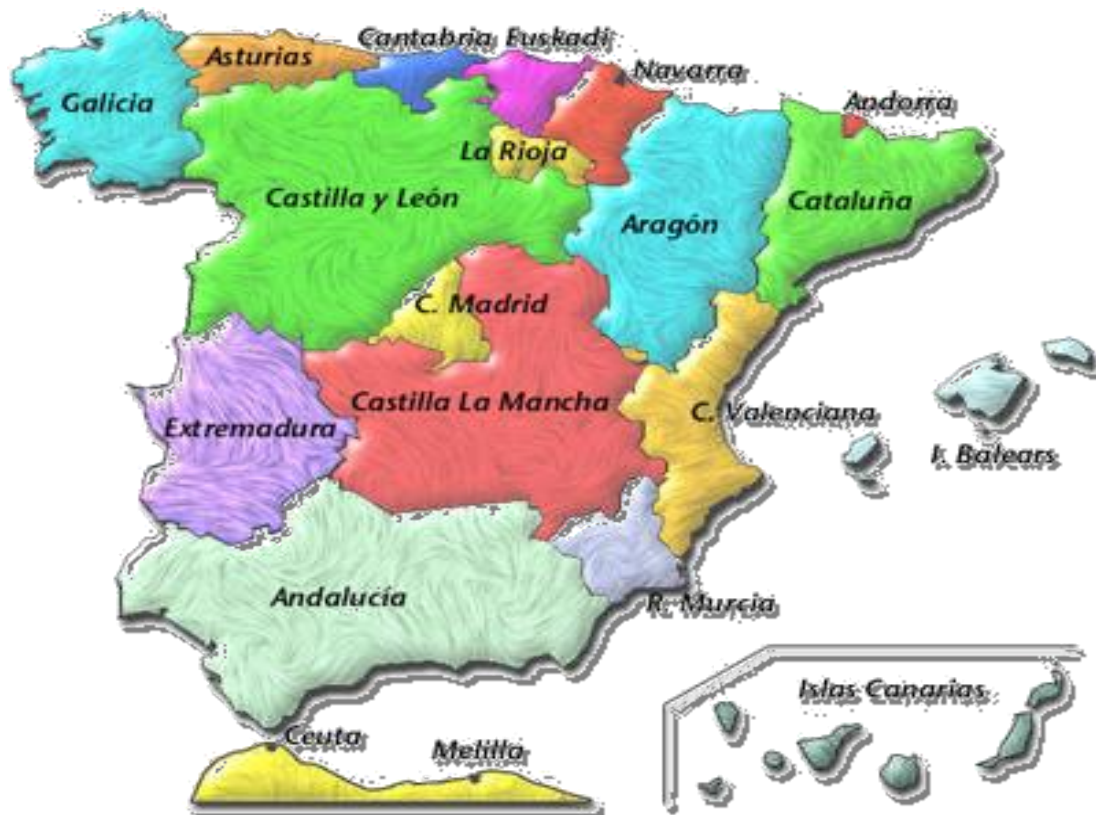 Cantabria
Euskadi
Asturias
Navarra
Galicia
Andorra
La Rioja
Castilla y León
Cataluña
Aragón
C. Madrid
Castilla La Mancha
C. Valenciana
Extremadura
I. Balears
Andalucía
R. Murcia
Islas Canarias
Ceuta
Melilla